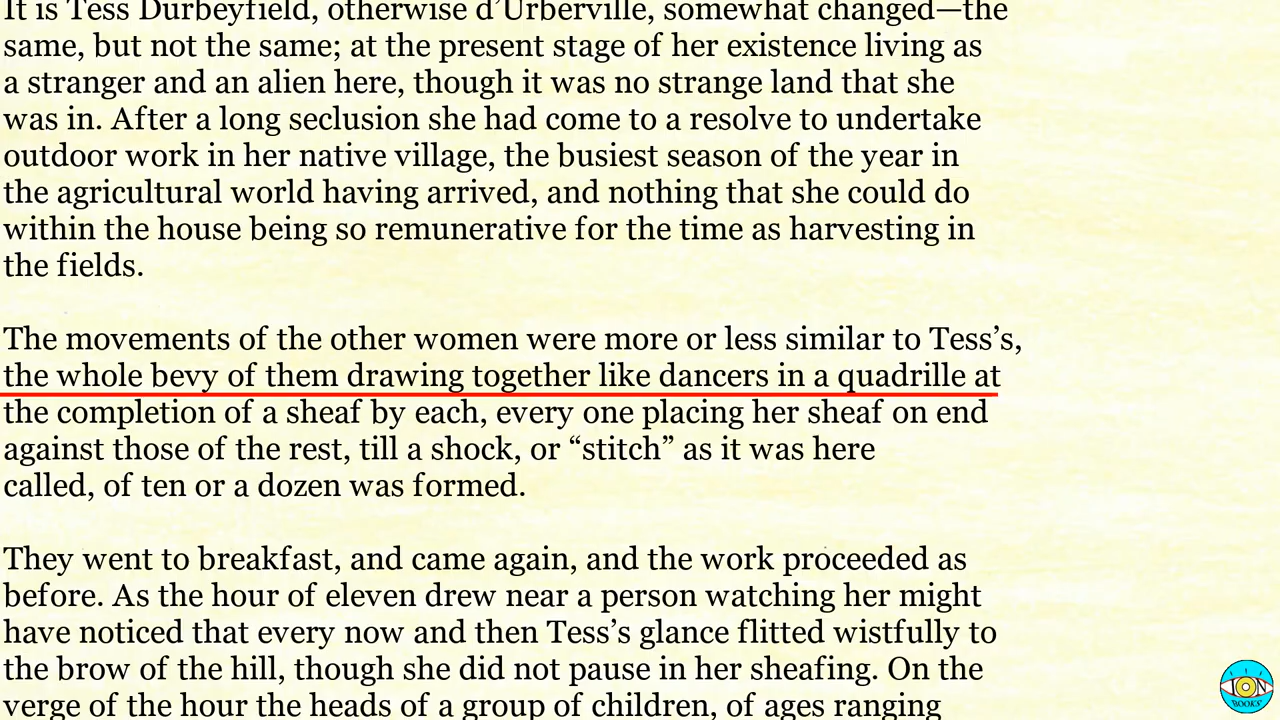 It is Tess Durbeyfield, otherwise d’Urberville, somewhat changed—the
same, but not the same; at the present stage of her existence living as
a stranger and an alien here, though it was no strange land that she
was in. After a long seclusion she had come to a resolve to undertake
outdoor work in her native village, the busiest season of the year in
the agricultural world having arrived, and nothing that she could do
within the house being so remunerative for the time as harvesting in
the fields.
The movements of the other women were more or less similar to Tess’s,
the whole bevy of them drawing together like dancers in a quadrille at
the completion of a sheaf by each, every one placing her sheaf on end
against those of the rest, till a shock, or “stitch” as it was here
called, of ten or a dozen was formed.
They went to breakfast, and came again, and the work proceeded as
before. As the hour of eleven drew near a person watching her might
have noticed that every now and then Tess’s glance flitted wistfully to
the brow of the hill, though she did not pause in her sheafing. On the
verge of the hour the heads of a group of children, of ages ranging
ION
BOOKS